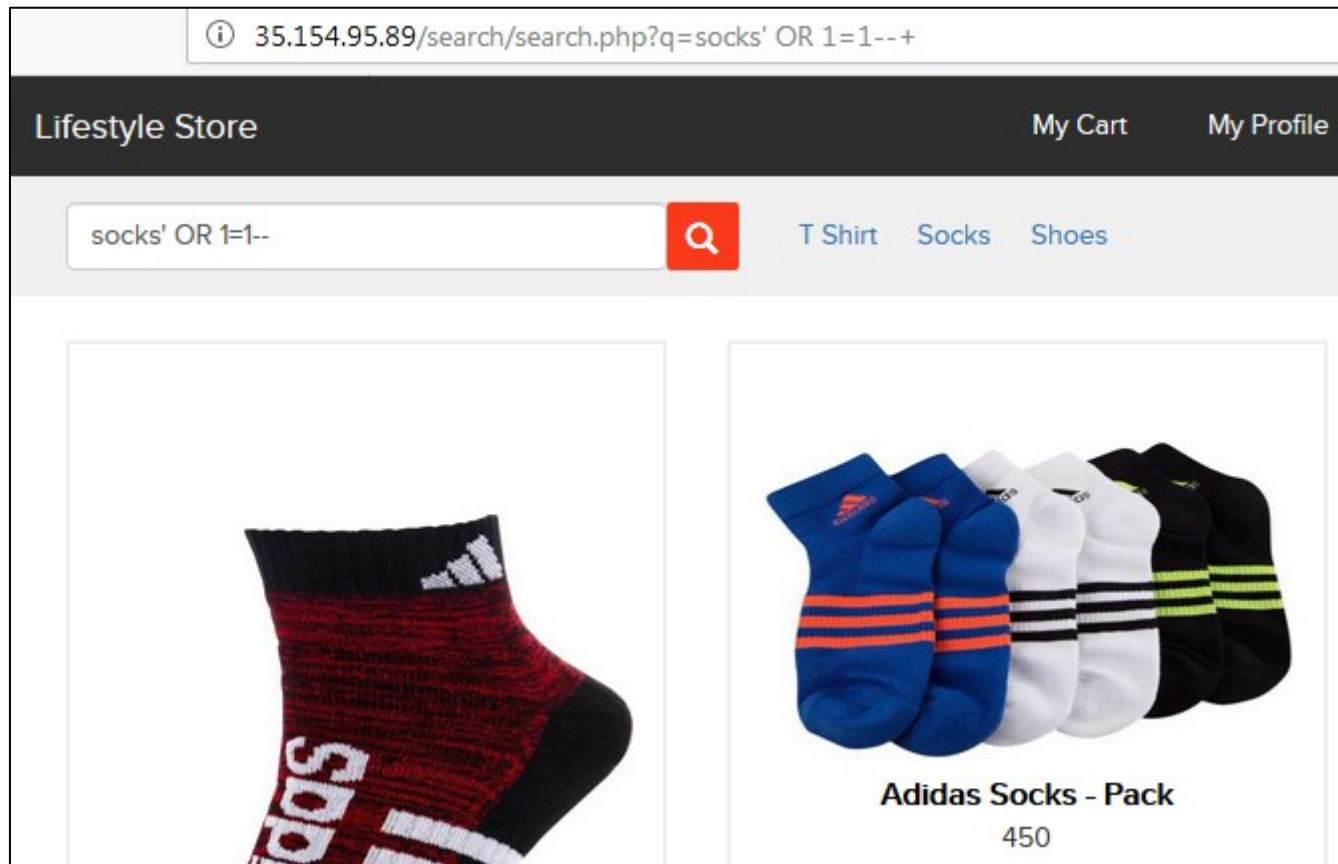 35.154.95.89/search/search.php?q=socks' OR 1=1--+
Lifestyle Store My Cart My Profile
socks' OR 1=1-- T Shirt Socks Shoes
adidas
Adidas Socks - Pack
450